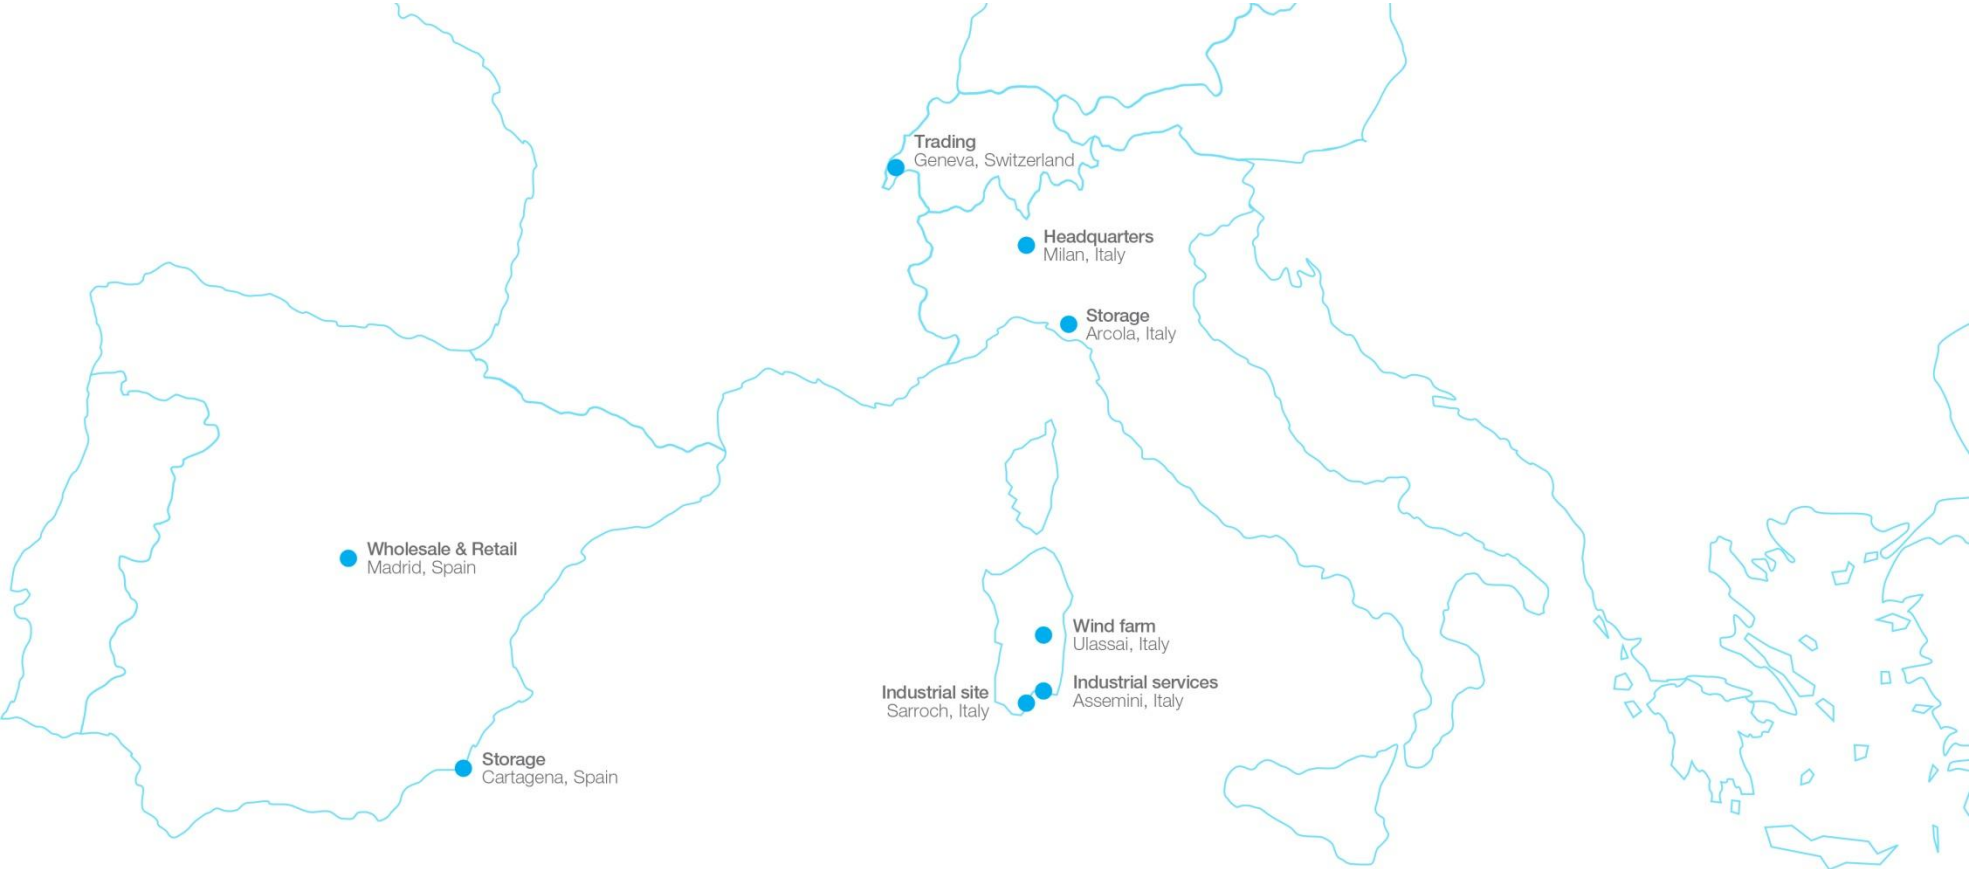 Trading
Geneva, Switzerland
Headquarters
Milan, Italy
Storage
Arcola, Italy
Wholesale & Retail
Madrid, Spain
Wind farm
Ulassai, Italy
Industrial services
Assemini, Italy
Industrial site
Sarroch, Italy
Storage
Cartagena, Spain